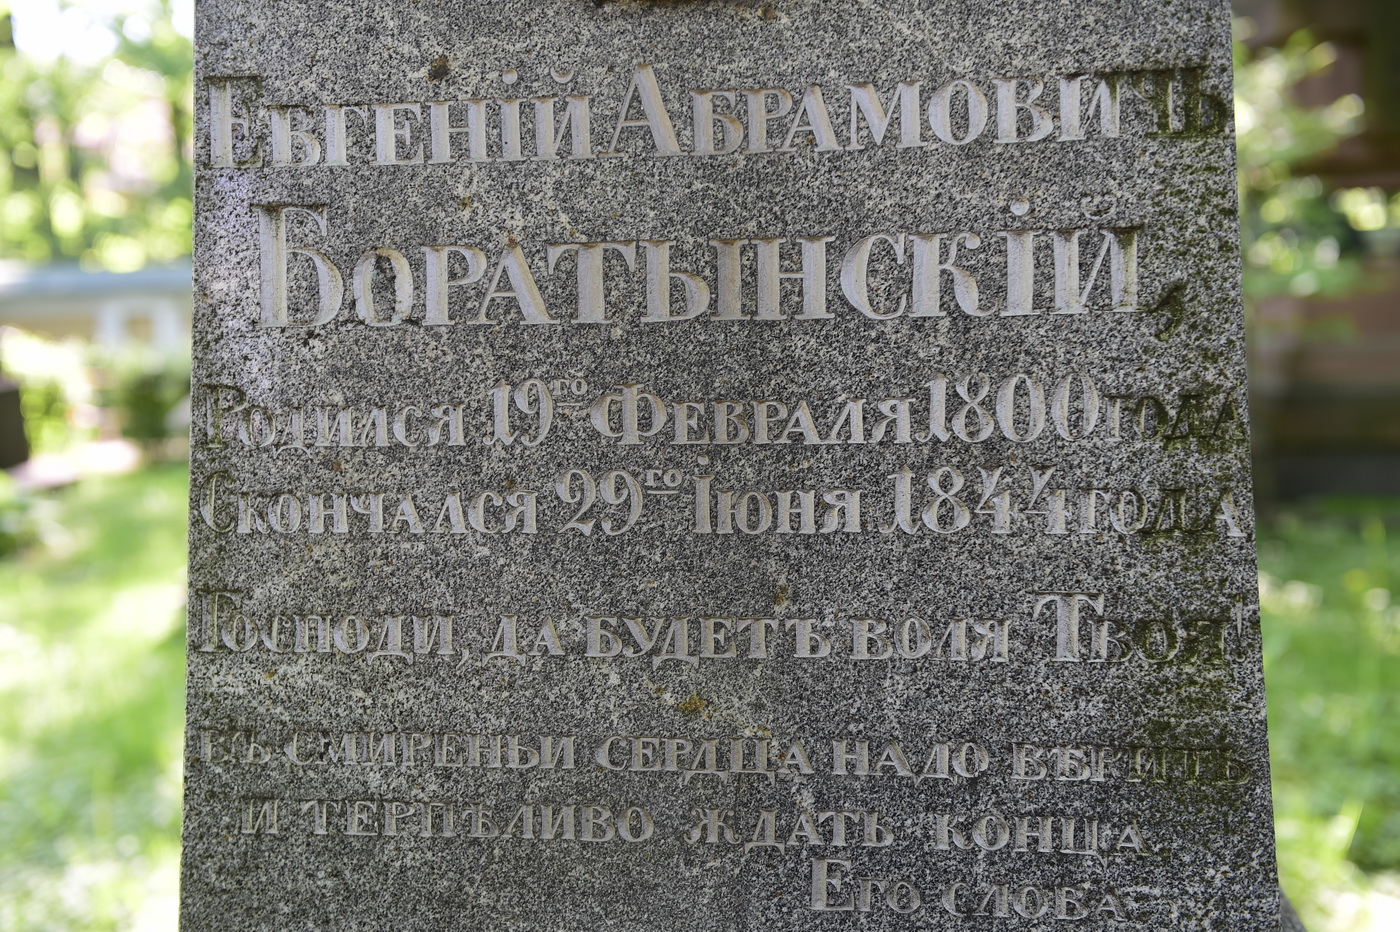 Евгеній Абрамовичъ
Боратынскій,
Родился 19го Февраля 1800 года
Скончался 29го Іюня 1844 года
Господи, да будетъ воля Твоя!
Въ смиреньи сердца надо вѣрить
и терпѣливо ждать конца
Его слова